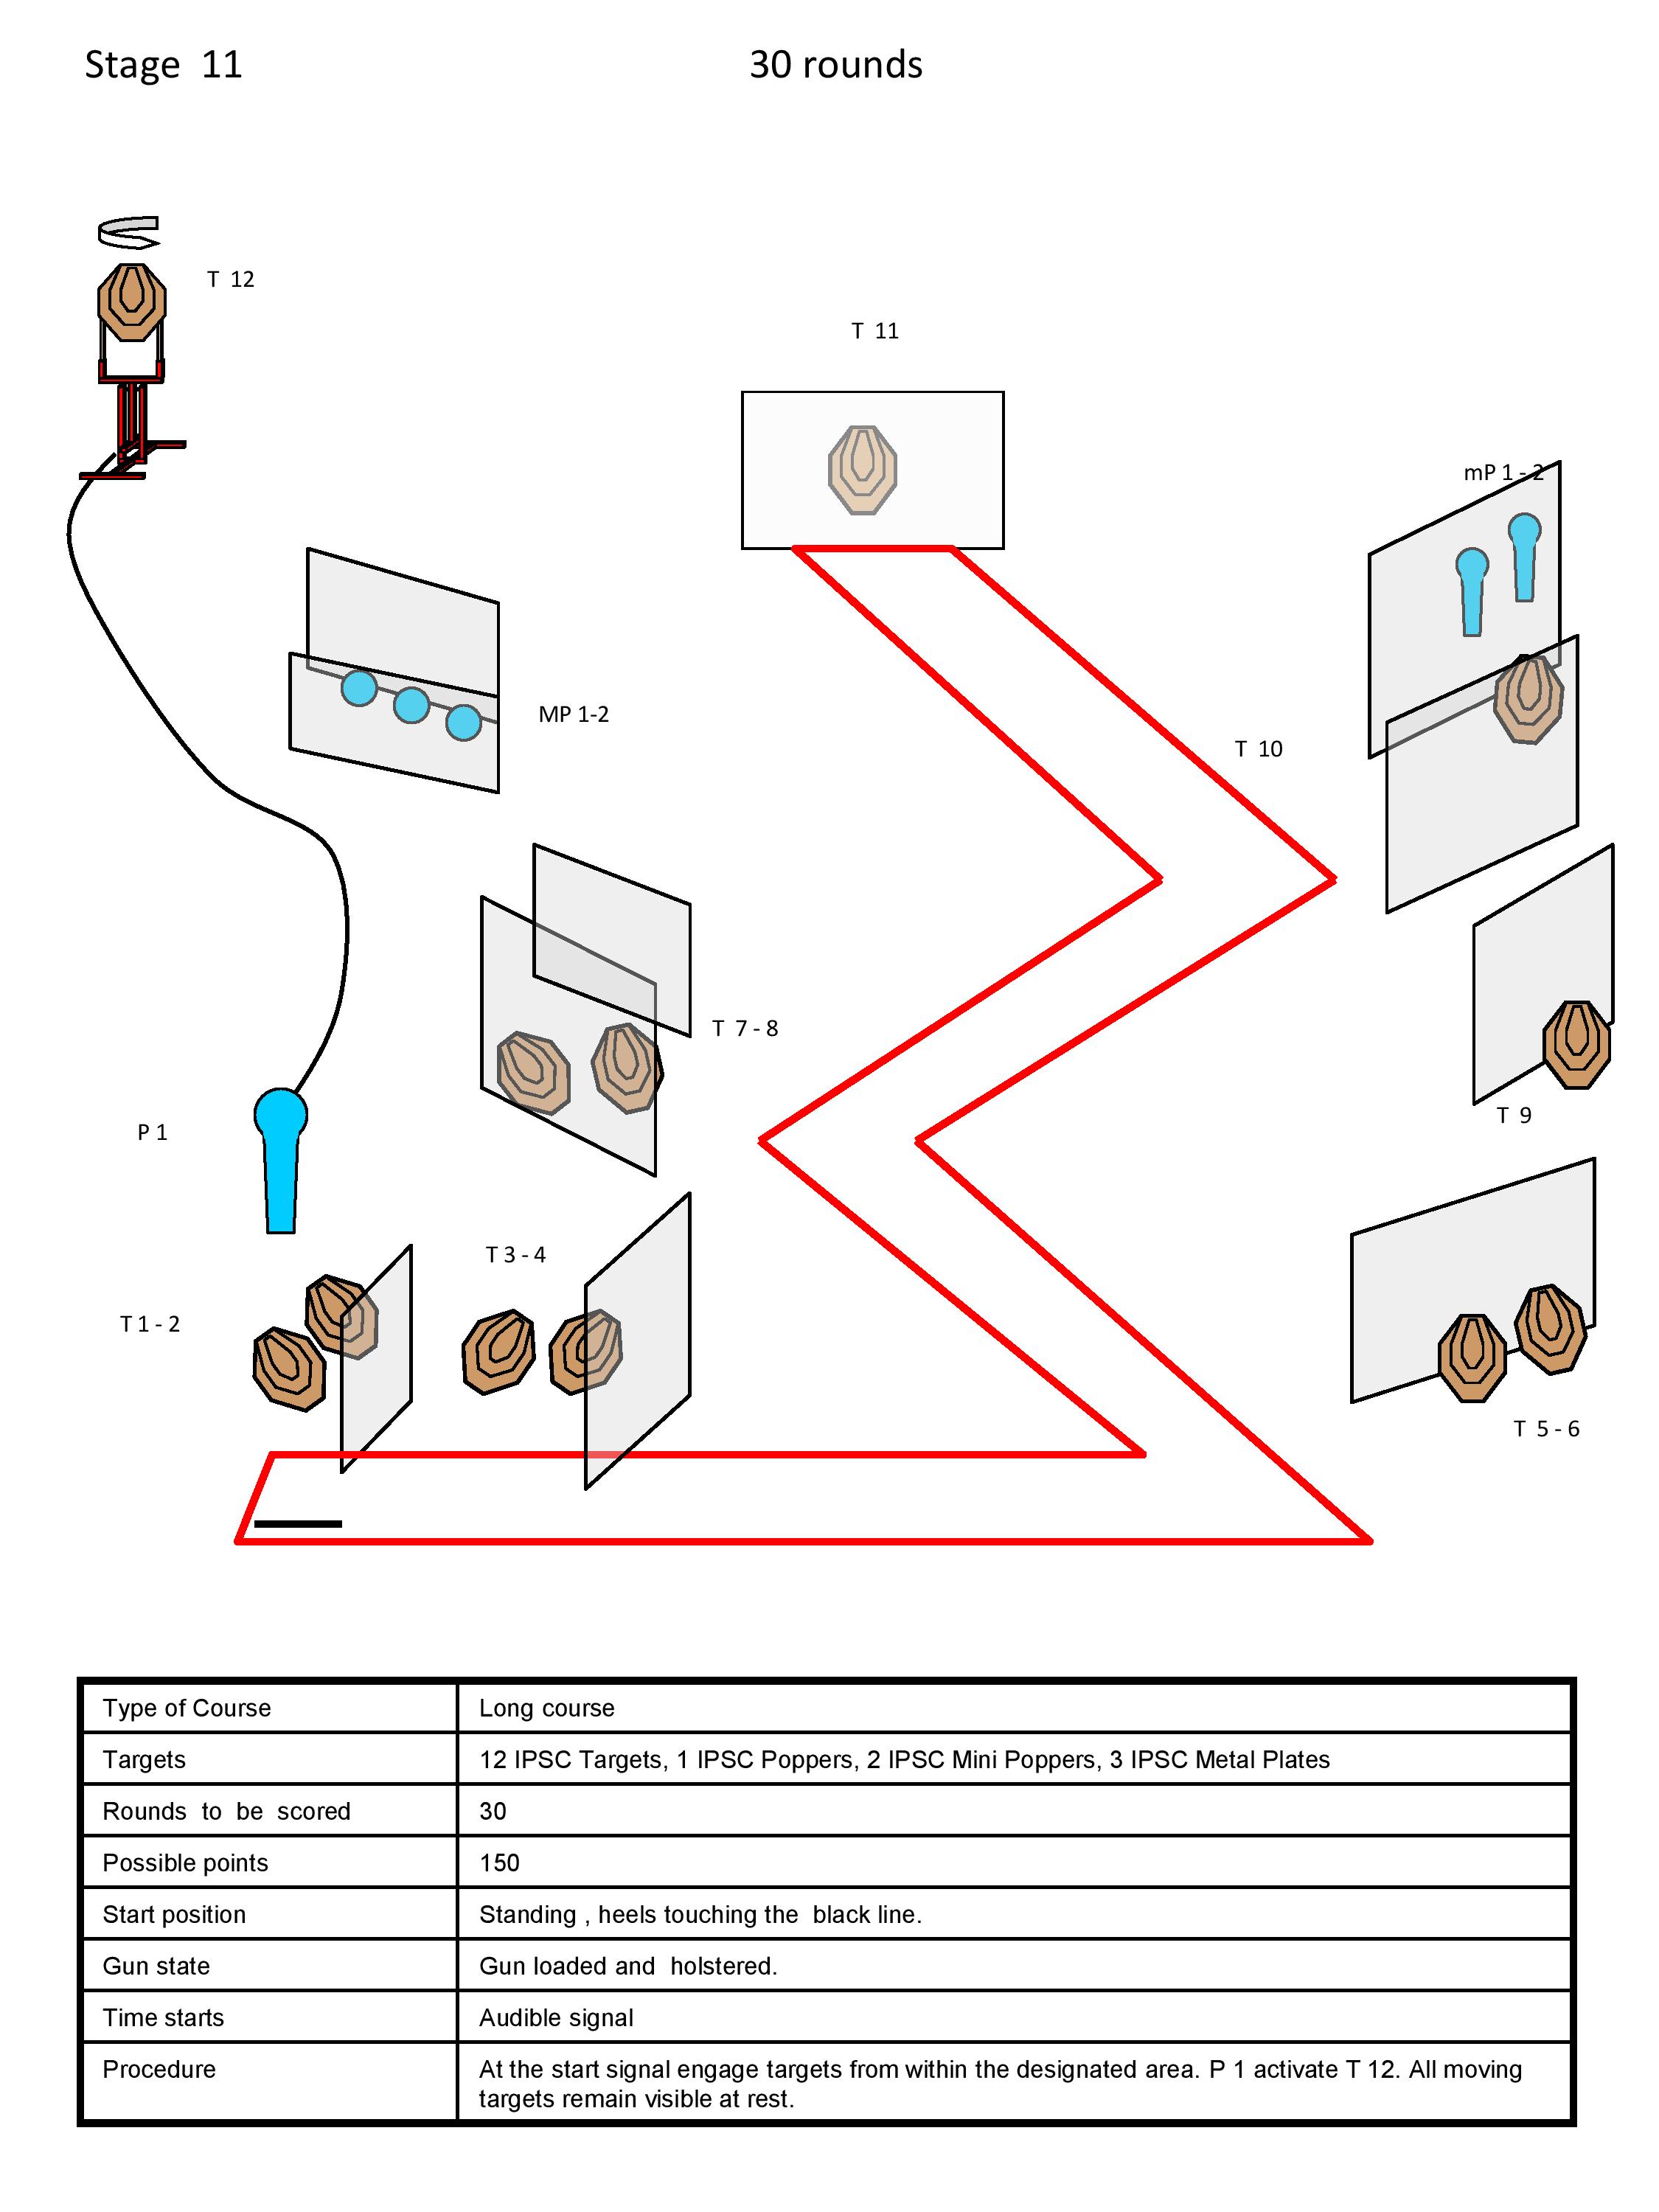 Stage 11
30 rounds
T 12
T 11
mP 1 - 2
MP 1-2
T 10
T 7 - 8
P 1
T 9
T 3 - 4
T 1 - 2
T 5 - 6
Type of Course
Long course
Targets
12 IPSC Targets, 1 IPSC Poppers, 2 IPSC Mini Poppers, 3 IPSC Metal Plates
Rounds to be scored
30
Possible points
150
Start position
Standing , heels touching the black line.
Gun state
Gun loaded and holstered.
Time starts
Audible signal
Procedure
At the start signal engage targets from within the designated area. P 1 activate T 12. All moving
targets remain visible at rest.